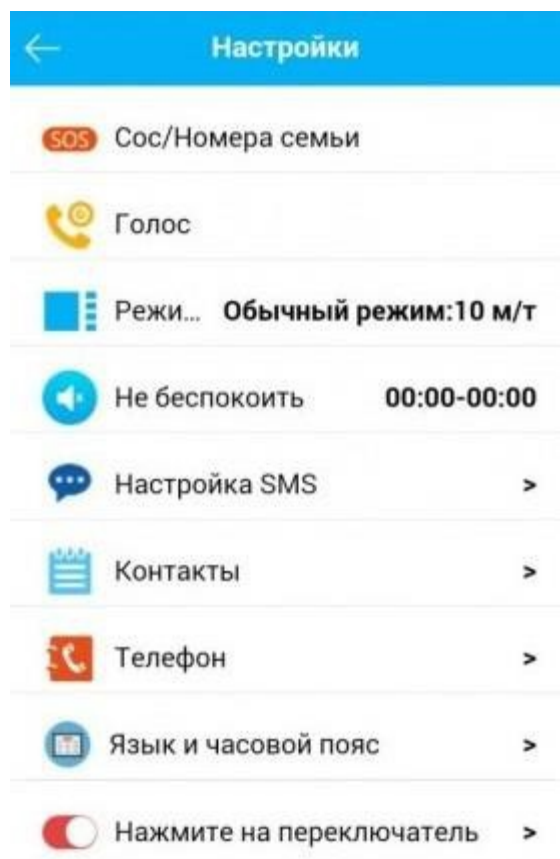 Настройки
SOS Сос/Номера семьи
Голос
Режи... Обычный режим:10 м/т
Не беспокоить 00:00-00:00
Настройка SMS >
Контакты >
Телефон >
Язык и часовой пояс >
Нажмите на переключатель >